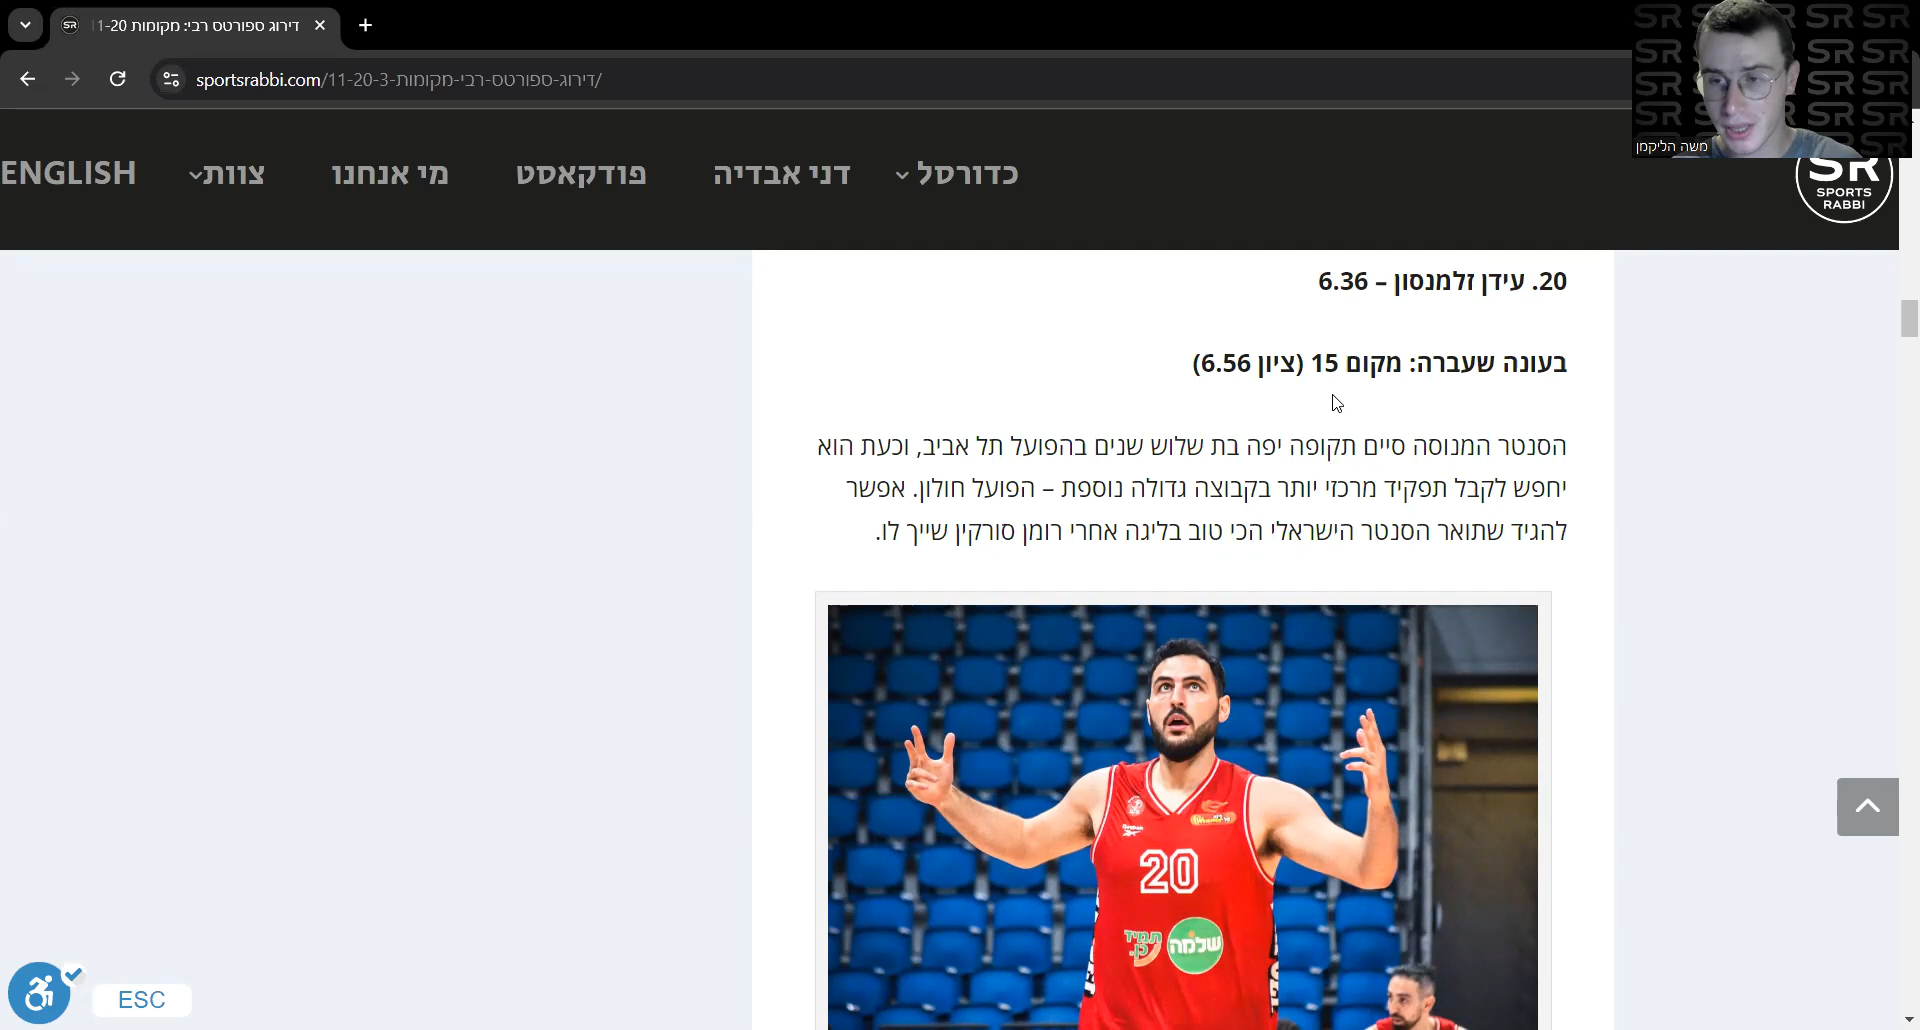 דירוג ספורטס רבי: מקומות 11-20
sportsrabbi.com/דירוג-ספורטס-רבי-מקומות-11-20-3/
משה הליקמן
SR
SPORTS
RABBI
כדורסל
דני אבדיה
פודקאסט
מי אנחנו
צוות
ENGLISH
20. עידן זלמנסון – 6.36
בעונה שעברה: מקום 15 (ציון 6.56)
הסנטר המנוסה סיים תקופה יפה בת שלוש שנים בהפועל תל אביב, וכעת הוא
יחפש לקבל תפקיד מרכזי יותר בקבוצה גדולה נוספת – הפועל חולון. אפשר
להגיד שתואר הסנטר הישראלי הכי טוב בליגה אחרי רומן סורקין שייך לו.
Reebok
20
שלמה
תמיד
כן.
ESC